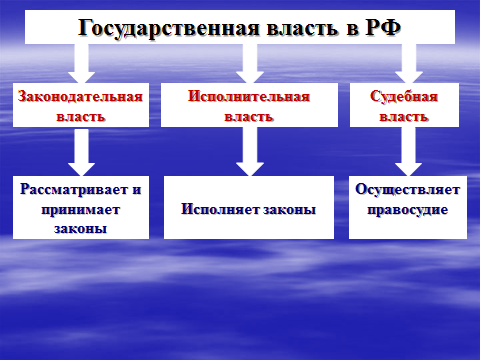 Государственная власть в РФ
Законодательная
власть
Исполнительная
власть
Судебная
власть
Рассматривает и
принимает
законы
Исполняет законы
Осуществляет
правосудие